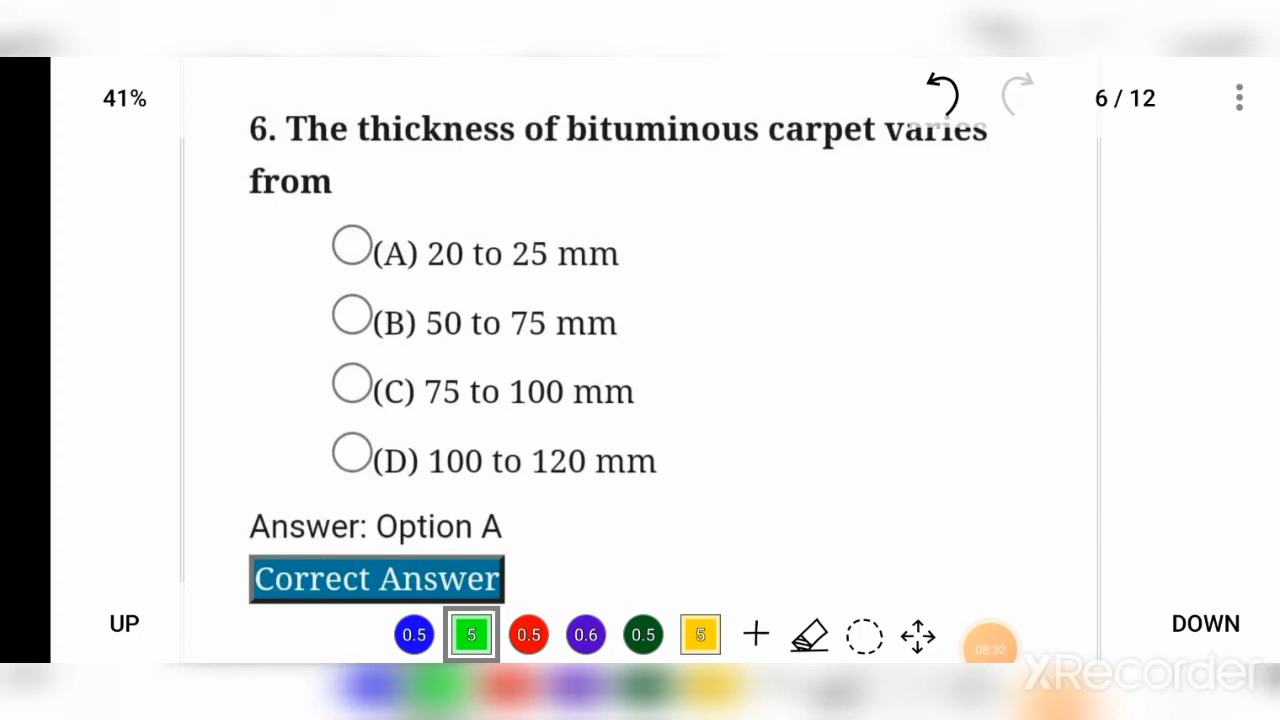 41%
6 / 12
6. The thickness of bituminous carpet varies
from
(A) 20 to 25 mm
(B) 50 to 75 mm
(C) 75 to 100 mm
(D) 100 to 120 mm
Answer: Option A
Correct Answer
UP
DOWN
0.5
5
0.5
0.6
0.5
5
08:32
XRecorder